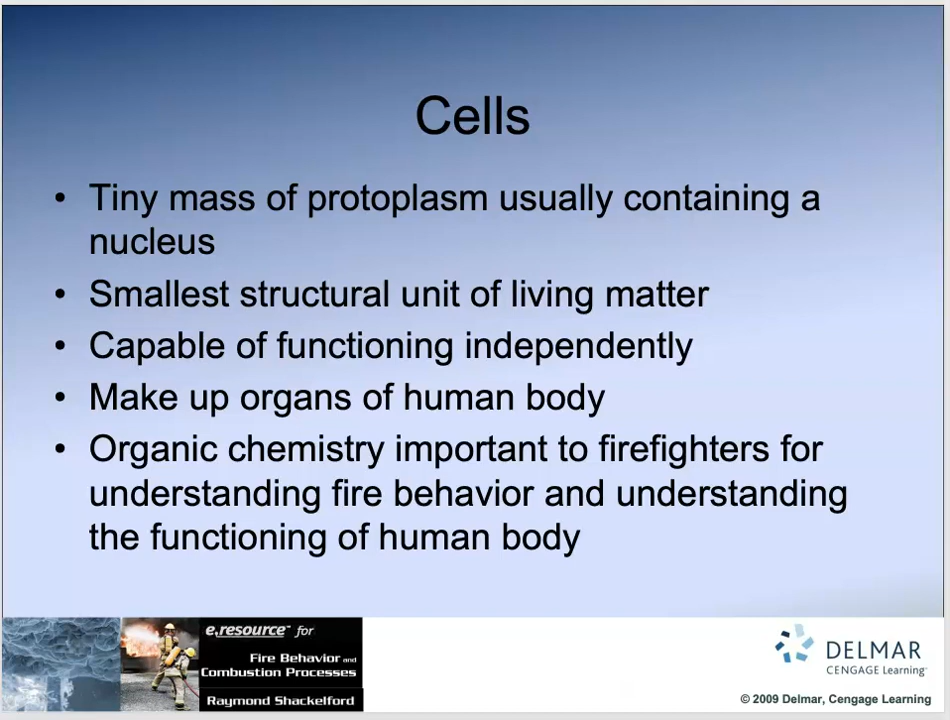 Cells
• Tiny mass of protoplasm usually containing a
nucleus
• Smallest structural unit of living matter
• Capable of functioning independently
• Make up organs of human body
• Organic chemistry important to firefighters for
understanding fire behavior and understanding
the functioning of human body
e.resource™ for
Fire Behavior and
Combustion Processes
Raymond Shackelford
DELMAR
CENGAGE Learning™
© 2009 Delmar, Cengage Learning